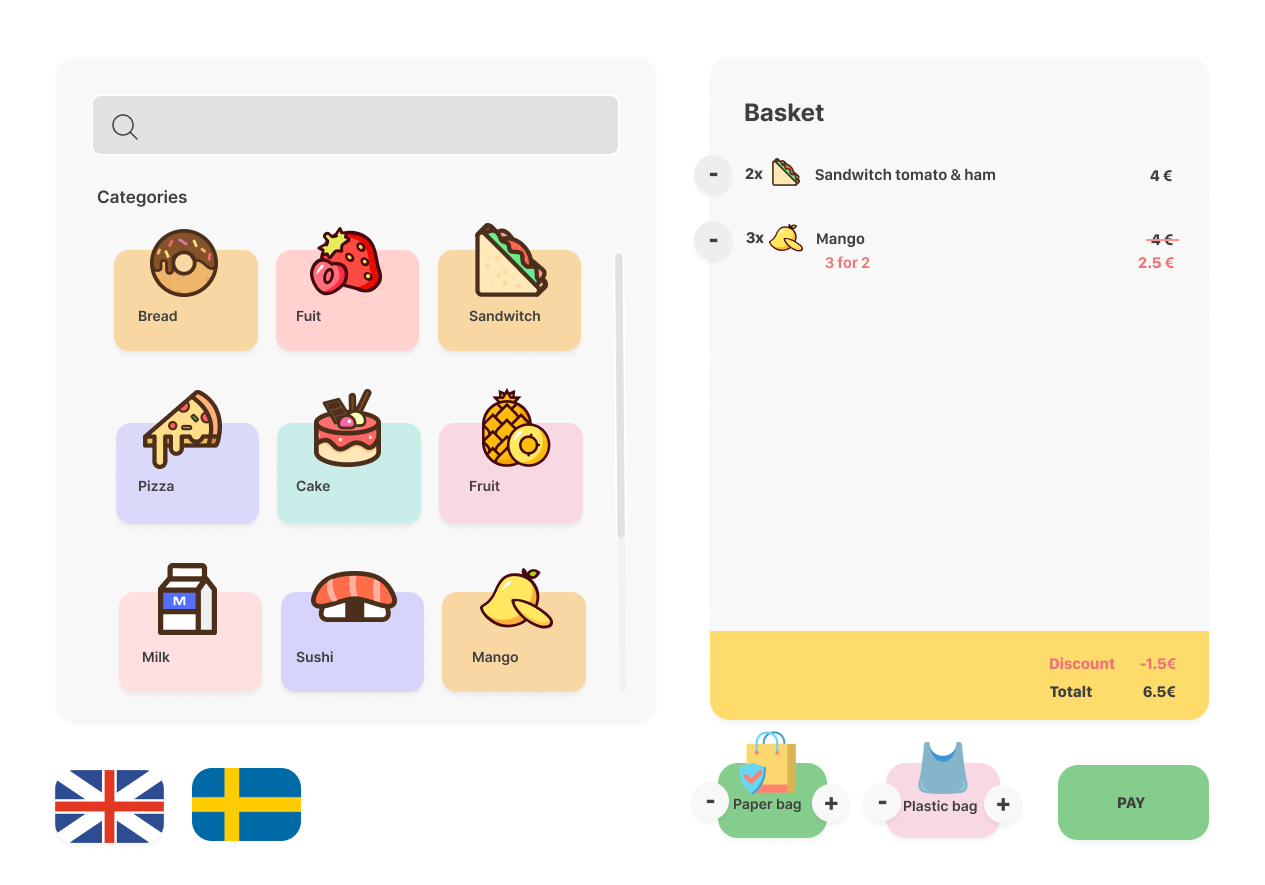 Categories
Bread
Fuit
Sandwitch
Pizza
Cake
Fruit
M
Milk
Sushi
Mango
Basket
- 2x Sandwitch tomato & ham 4 €
- 3x Mango 4 €
3 for 2 2.5 €
Discount -1.5€
Totalt 6.5€
- Paper bag +
- Plastic bag +
PAY